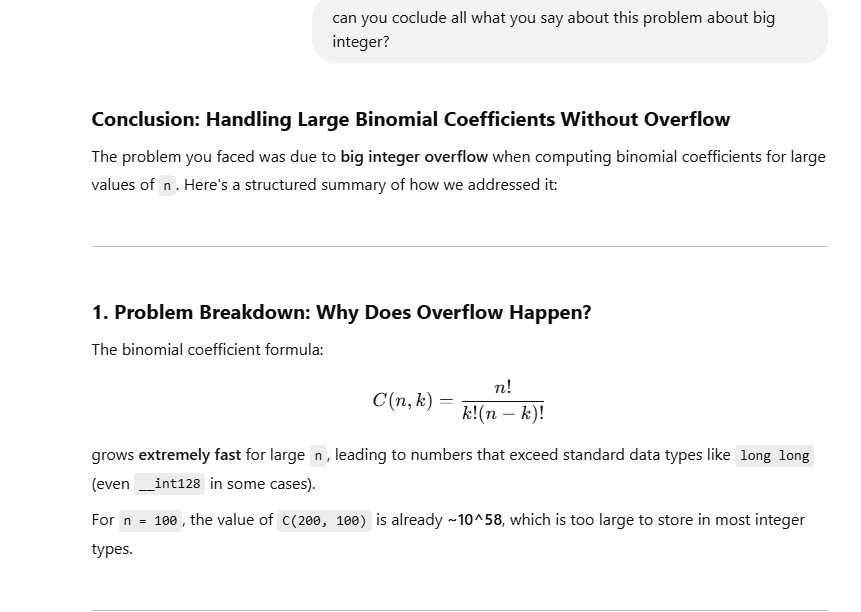 can you coclude all what you say about this problem about big
integer?
Conclusion: Handling Large Binomial Coefficients Without Overflow
The problem you faced was due to big integer overflow when computing binomial coefficients for large
values of n. Here's a structured summary of how we addressed it:
1. Problem Breakdown: Why Does Overflow Happen?
The binomial coefficient formula:
C(n, k) = n! / k!(n − k)!
grows extremely fast for large n, leading to numbers that exceed standard data types like long long
(even __int128 in some cases).
For n = 100, the value of C(200, 100) is already ~10^58, which is too large to store in most integer
types.